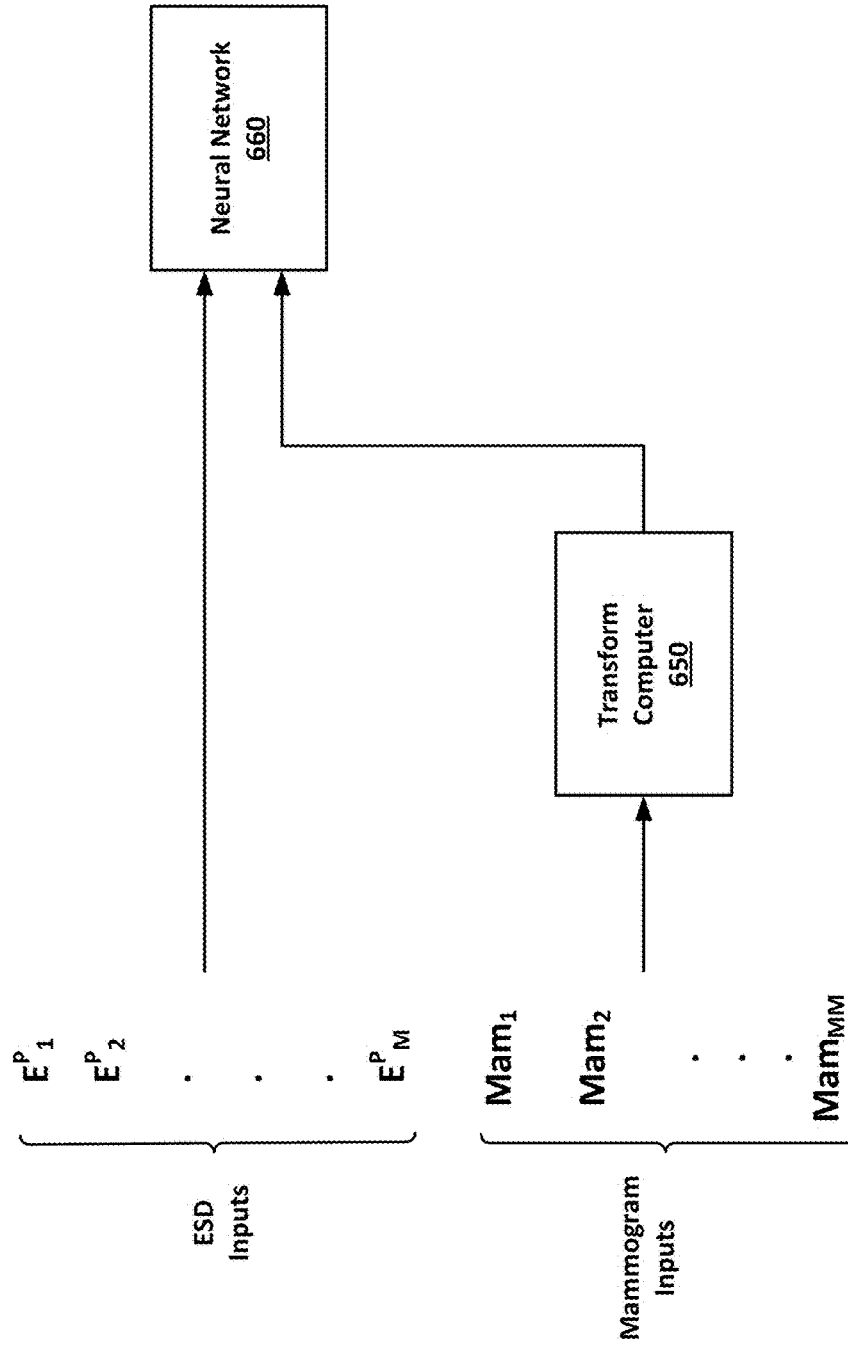 ESD
Inputs
E^P_1
E^P_2
.
.
.
E^P_M
Neural Network
660
Mammogram
Inputs
Mam_1
Mam_2
.
.
.
Mam_MM
Transform
Computer
650